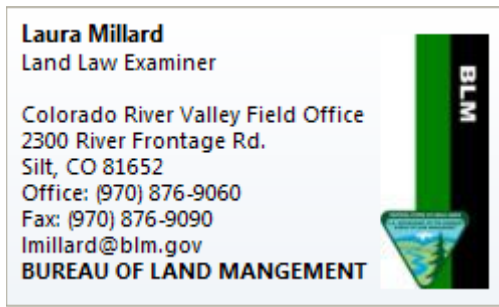 Laura Millard
Land Law Examiner
Colorado River Valley Field Office
2300 River Frontage Rd.
Silt, CO 81652
Office: (970) 876-9060
Fax: (970) 876-9090
lmillard@blm.gov
BUREAU OF LAND MANGEMENT
BLM